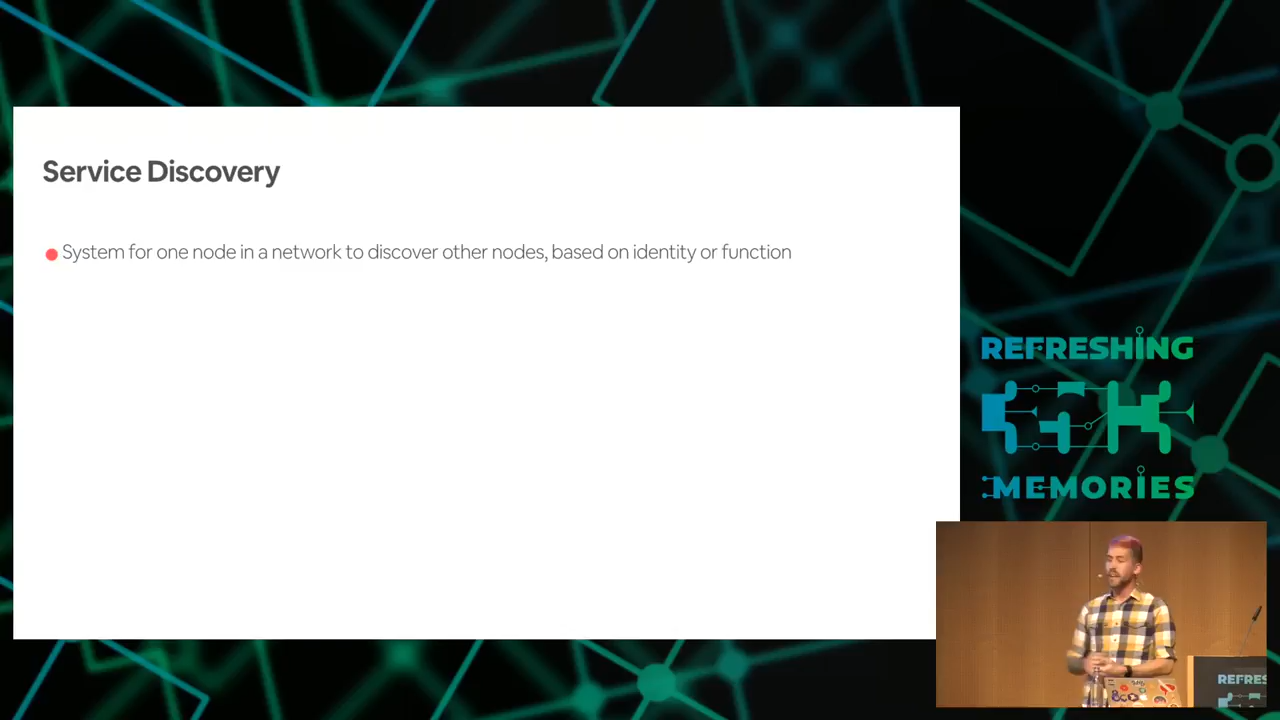 Service Discovery
System for one node in a network to discover other nodes, based on identity or function
REFRESHING
MEMORIES
REFRES